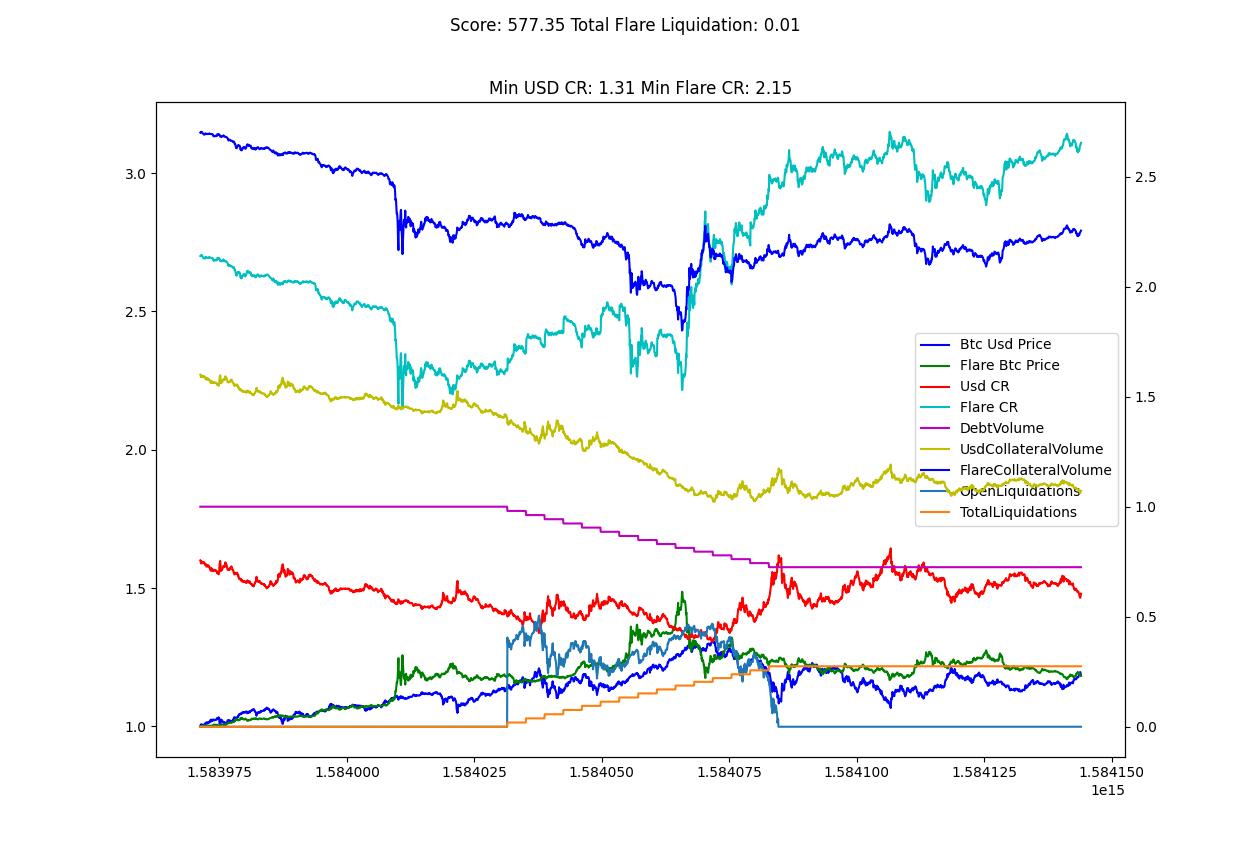 Score: 577.35 Total Flare Liquidation: 0.01
Min USD CR: 1.31 Min Flare CR: 2.15
3.0
2.5
2.0
1.5
1.0
2.5
2.0
1.5
1.0
0.5
0.0
Btc Usd Price
Flare Btc Price
Usd CR
Flare CR
DebtVolume
UsdCollateralVolume
FlareCollateralVolume
OpenLiquidations
TotalLiquidations
1.583975 1.584000 1.584025 1.584050 1.584075 1.584100 1.584125 1.584150
1e15